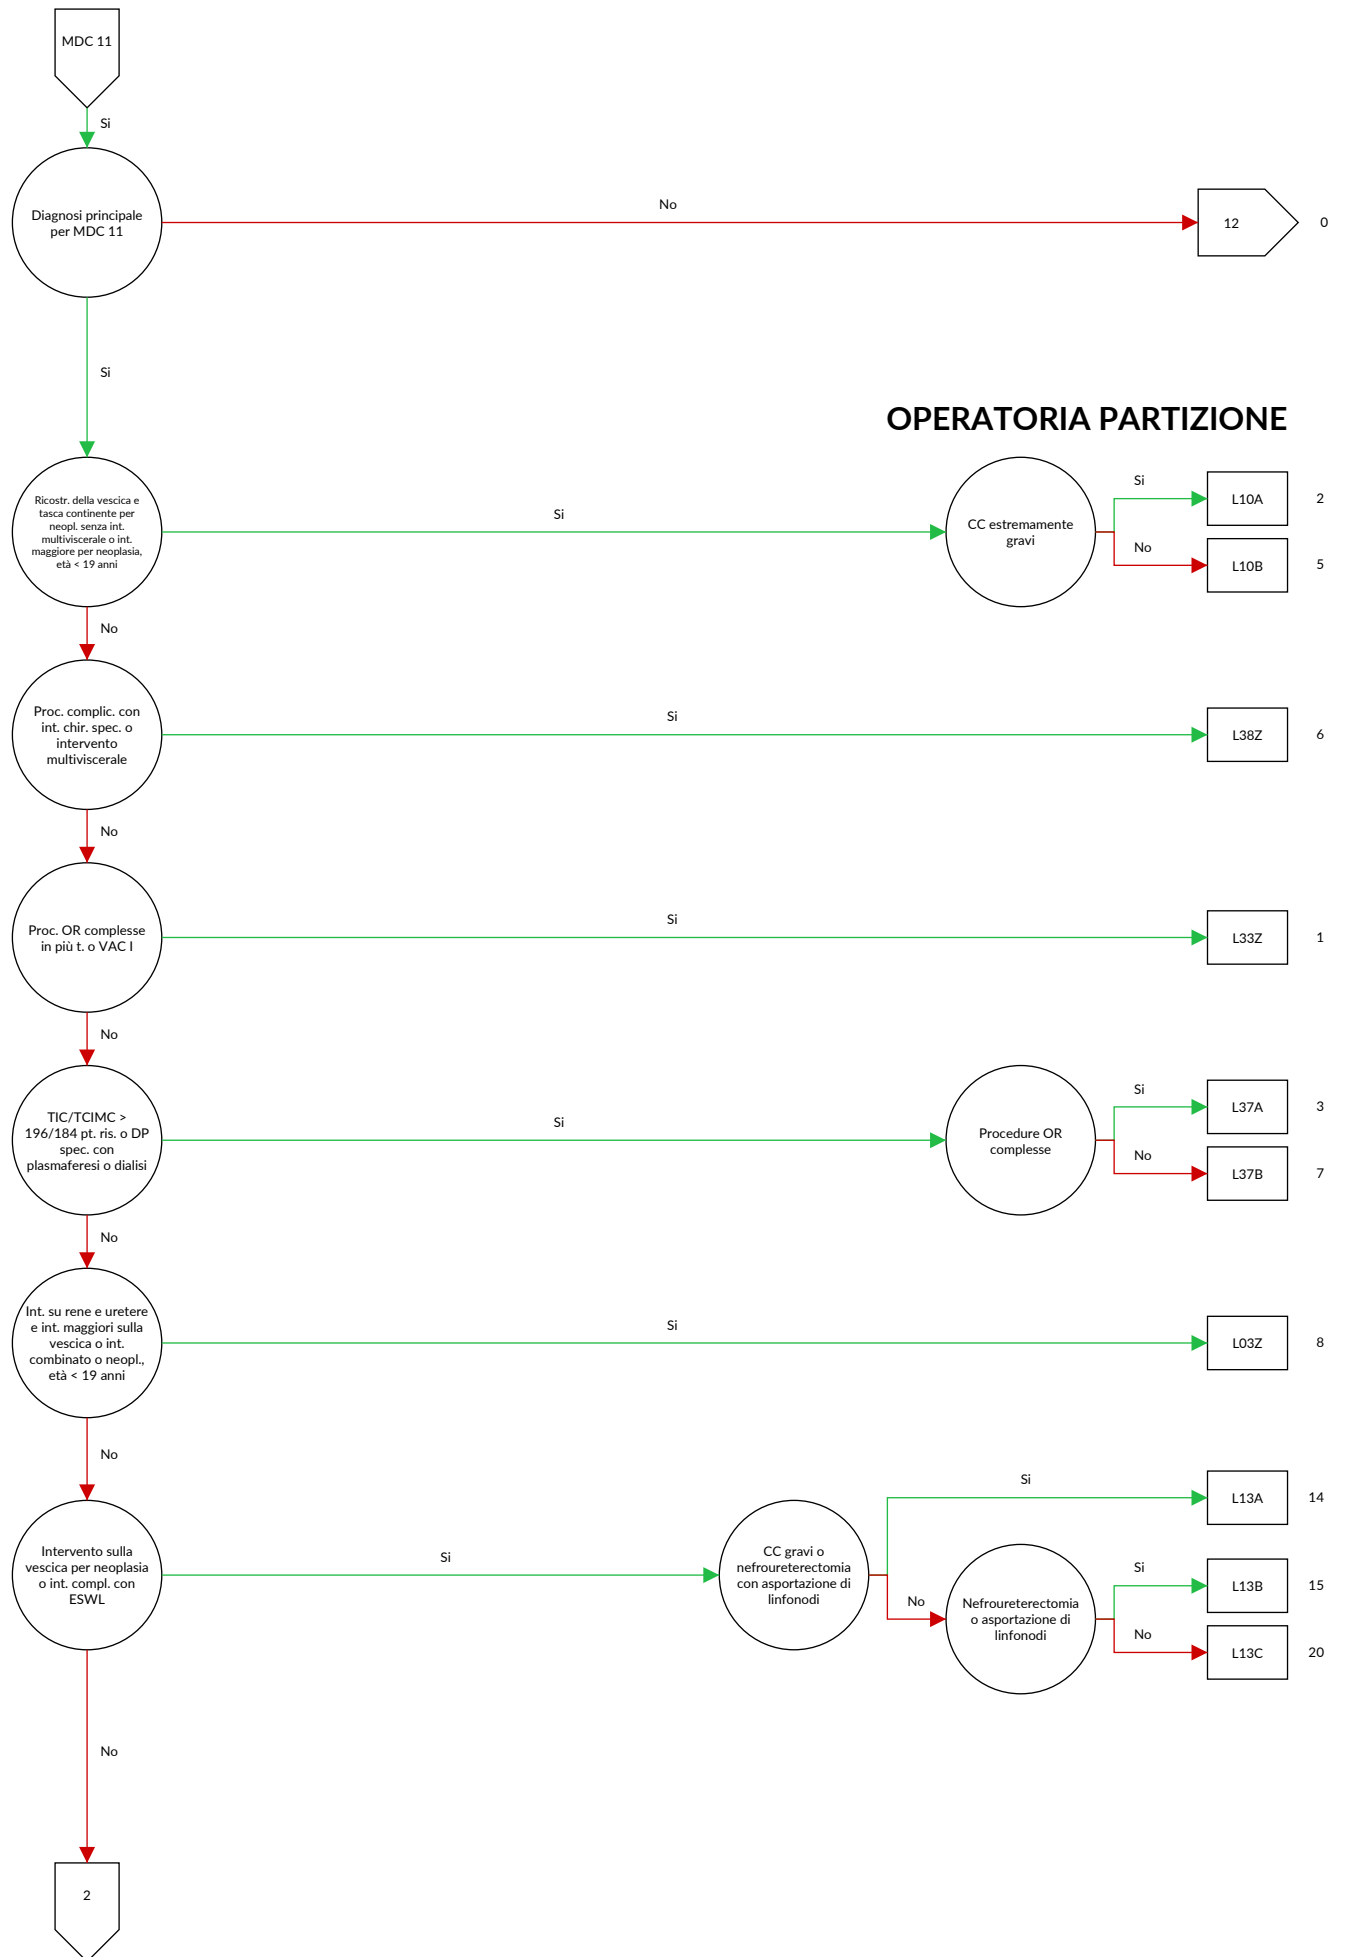 MDC 11
Si
Diagnosi principale
per MDC 11
No
12
0
Si
OPERATORIA PARTIZIONE
Ricostr. della vescica e
tasca continente per
neopl. senza int.
multiviscerale o int.
maggiore per neoplasia,
età < 19 anni
Si
CC estremamente
gravi
Si
L10A
2
No
L10B
5
No
Proc. complic. con
int. chir. spec. o
intervento
multiviscerale
Si
L38Z
6
No
Proc. OR complesse
in più t. o VAC I
Si
L33Z
1
No
TIC/TCIMC >
196/184 pt. ris. o DP
spec. con
plasmaferesi o dialisi
Si
Procedure OR
complesse
Si
L37A
3
No
L37B
7
No
Int. su rene e uretere
e int. maggiori sulla
vescica o int.
combinato o neopl.,
età < 19 anni
Si
L03Z
8
No
Intervento sulla
vescica per neoplasia
o int. compl. con
ESWL
Si
CC gravi o
nefroureterectomia
con asportazione di
linfonodi
Si
L13A
14
No
Nefroureterectomia
o asportazione di
linfonodi
Si
L13B
15
No
L13C
20
No
2